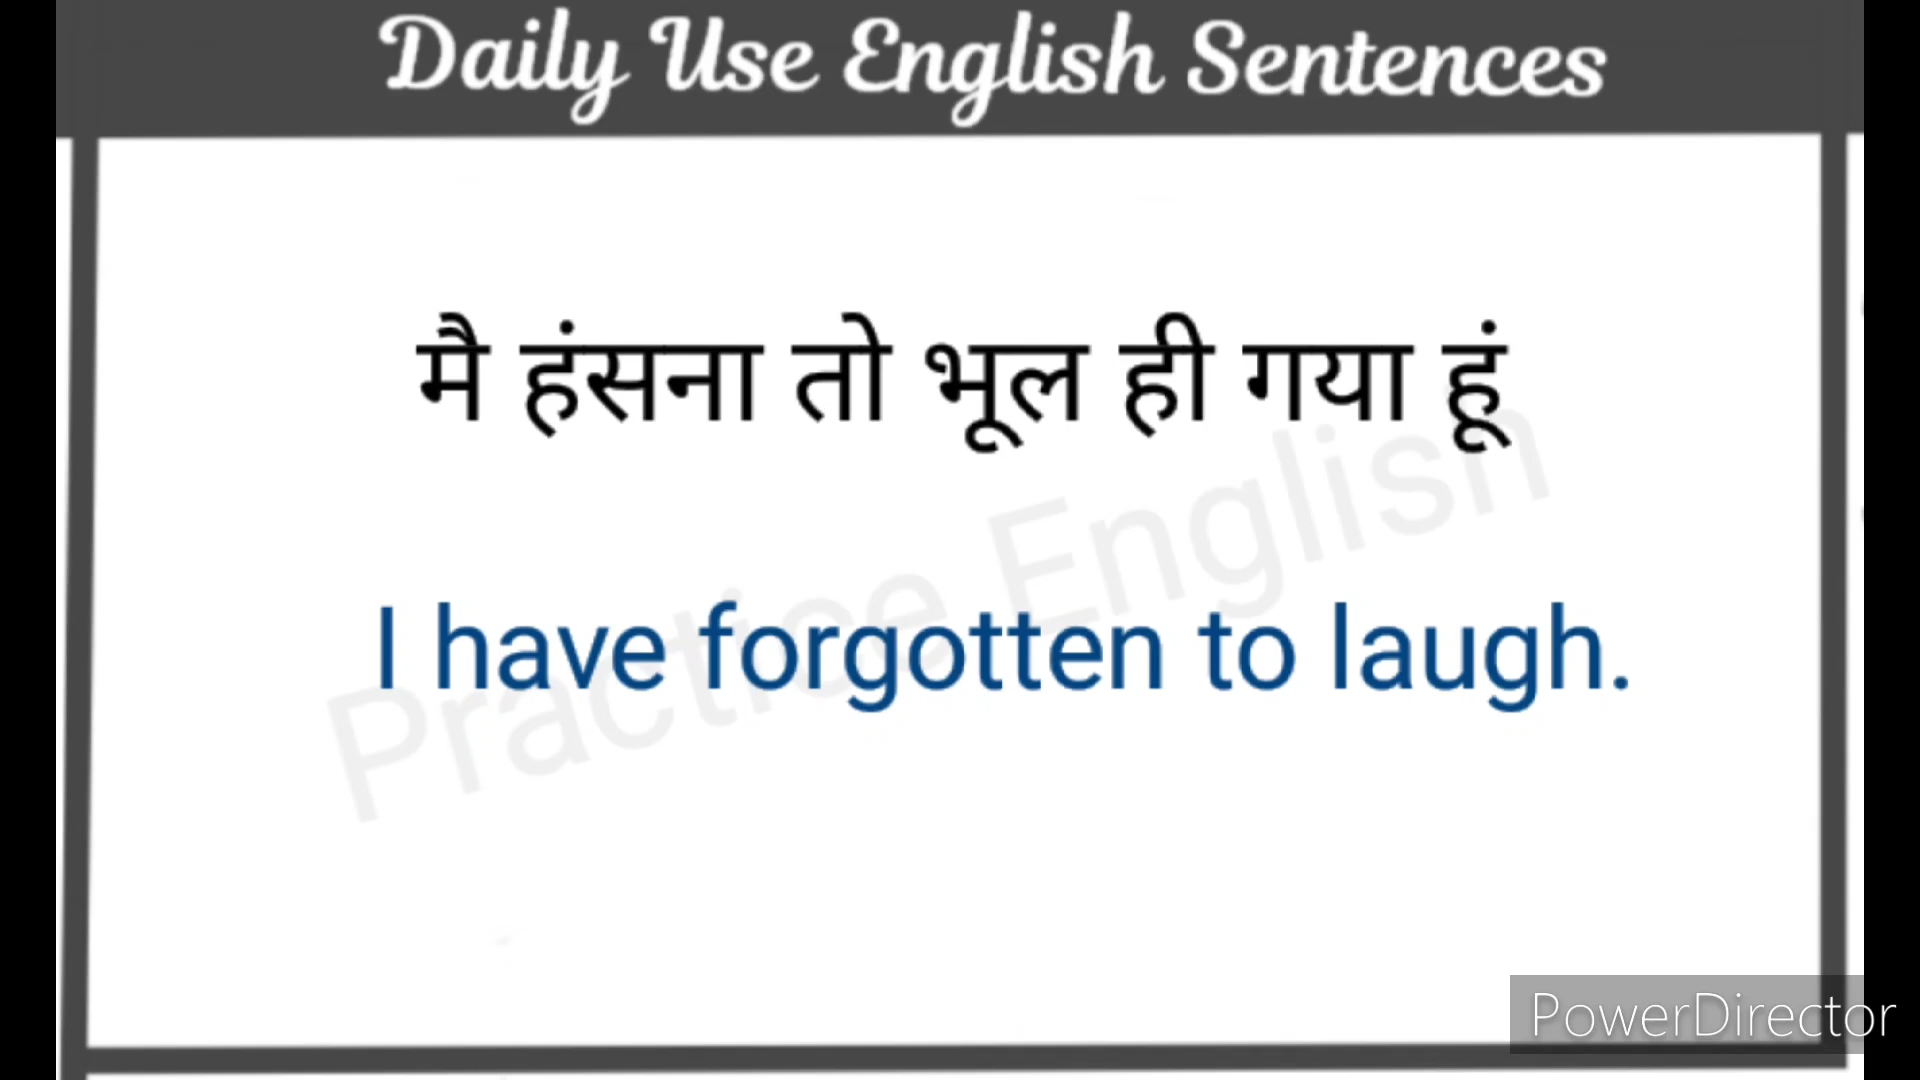 Daily Use English Sentences
मै हंसना तो भूल ही गया हूं
I have forgotten to laugh.
Practice English
PowerDirector